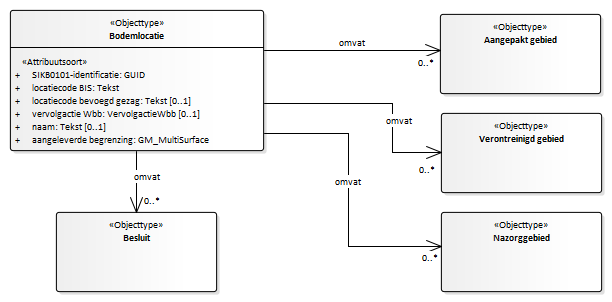 «Objecttype»
Bodemlocatie
«Attribuutsoort»
+ SIKB0101-identificatie: GUID
+ locatiecode BIS: Tekst
+ locatiecode bevoegd gezag: Tekst [0..1]
+ vervolgactie Wbb: VervolgactieWbb [0..1]
+ naam: Tekst [0..1]
+ aangeleverde begrenzing: GM_MultiSurface
omvat
0..*
«Objecttype»
Aangepakt gebied
omvat
0..*
«Objecttype»
Verontreinigd gebied
omvat
0..*
«Objecttype»
Nazorggebied
omvat
0..*
«Objecttype»
Besluit